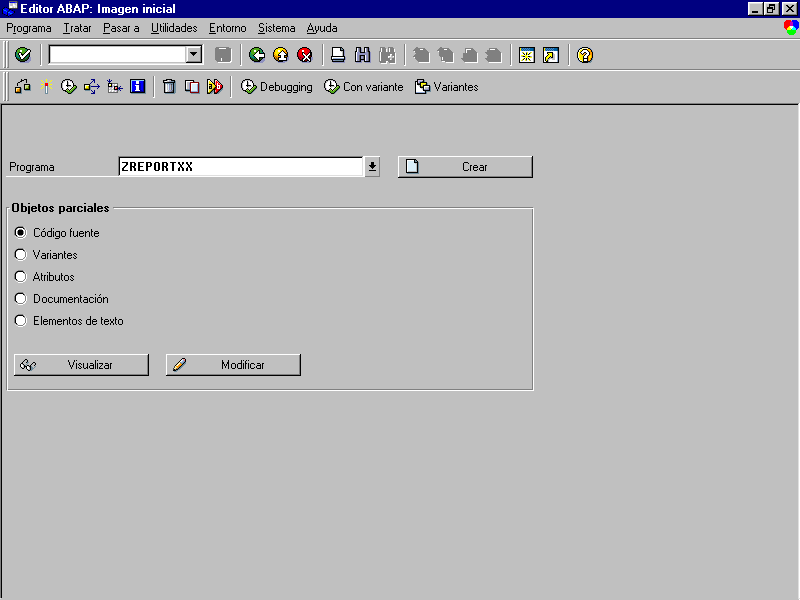 Editor ABAP: Imagen inicial
Programa Tratar Pasar a Utilidades Entorno Sistema Ayuda
Debugging Con variante Variantes
Programa ZREPORTXX Crear
Objetos parciales
Código fuente
Variantes
Atributos
Documentación
Elementos de texto
Visualizar Modificar